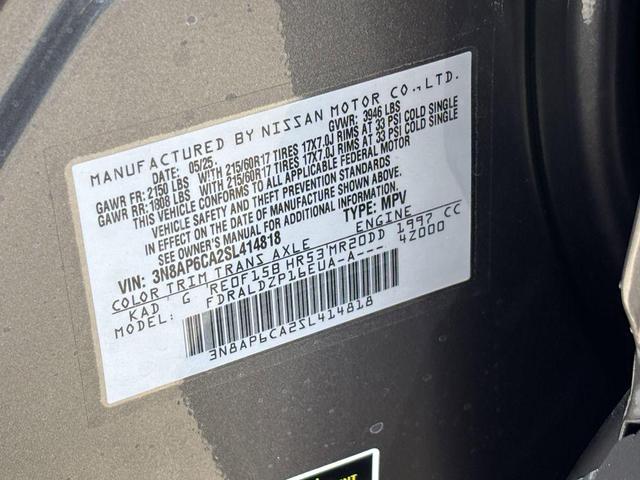 MANUFACTURED BY NISSAN MOTOR CO., LTD.
DATE: 05/25 GVWR: 3946 LBS
GAWR FR: 2150 LBS WITH 215/60R17 TIRES 17X7.0J RIMS AT 33 PSI COLD SINGLE
GAWR RR: 1808 LBS WITH 215/60R17 TIRES 17X7.0J RIMS AT 33 PSI COLD SINGLE
THIS VEHICLE CONFORMS TO ALL APPLICABLE FEDERAL MOTOR
VEHICLE SAFETY AND THEFT PREVENTION STANDARDS
IN EFFECT ON THE DATE OF MANUFACTURE SHOWN ABOVE.
SEE OWNER'S MANUAL FOR ADDITIONAL INFORMATION.
VIN: 3N8AP6CA2SL414818 TYPE: MPV
COLOR TRIM TRANS AXLE ENGINE 1997 CC
KAD G RE0F15B HR53 MR20DD 4Z000
MODEL: FDRALDZP16EUA-A---
3N8AP6CA2SL414818